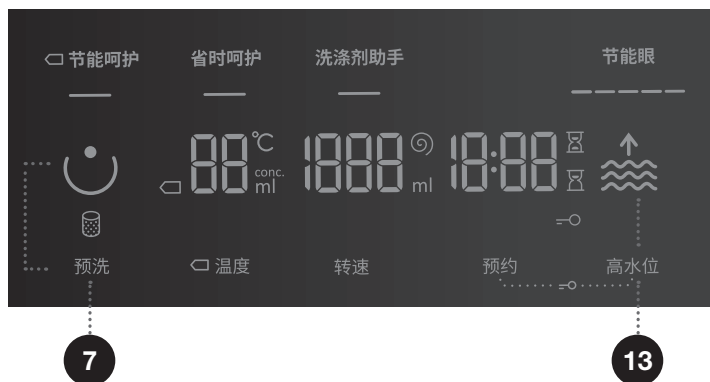 节能呵护 省时呵护 洗涤剂助手 节能眼
88 ℃ 1888 18:88
conc.
ml ml
预洗 温度 转速 预约 高水位
7 13